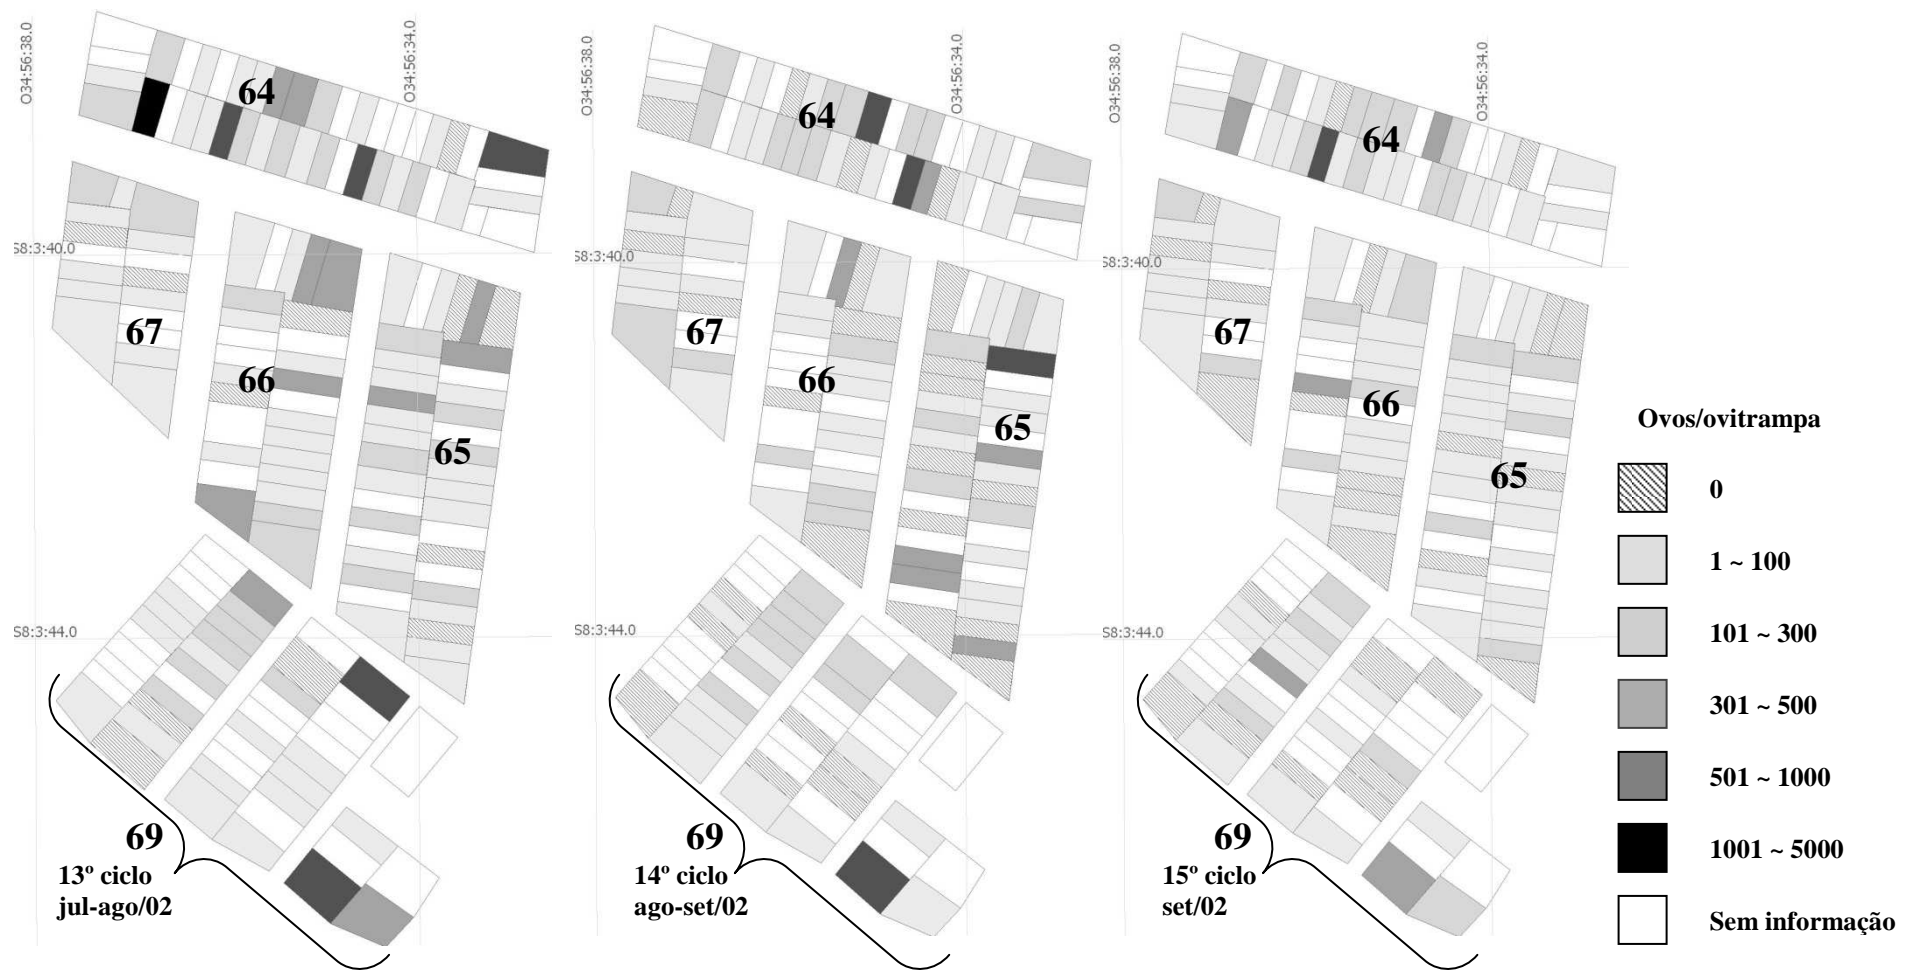 O34:56:38.0
O34:56:34.0
64
S8:3:40.0
67
66
65
S8:3:44.0
69
13º ciclo
jul-ago/02
O34:56:38.0
O34:56:34.0
64
S8:3:40.0
67
66
65
S8:3:44.0
69
14º ciclo
ago-set/02
O34:56:38.0
O34:56:34.0
64
S8:3:40.0
67
66
65
S8:3:44.0
69
15º ciclo
set/02
Ovos/ovitrampa
0
1 ~ 100
101 ~ 300
301 ~ 500
501 ~ 1000
1001 ~ 5000
Sem informação